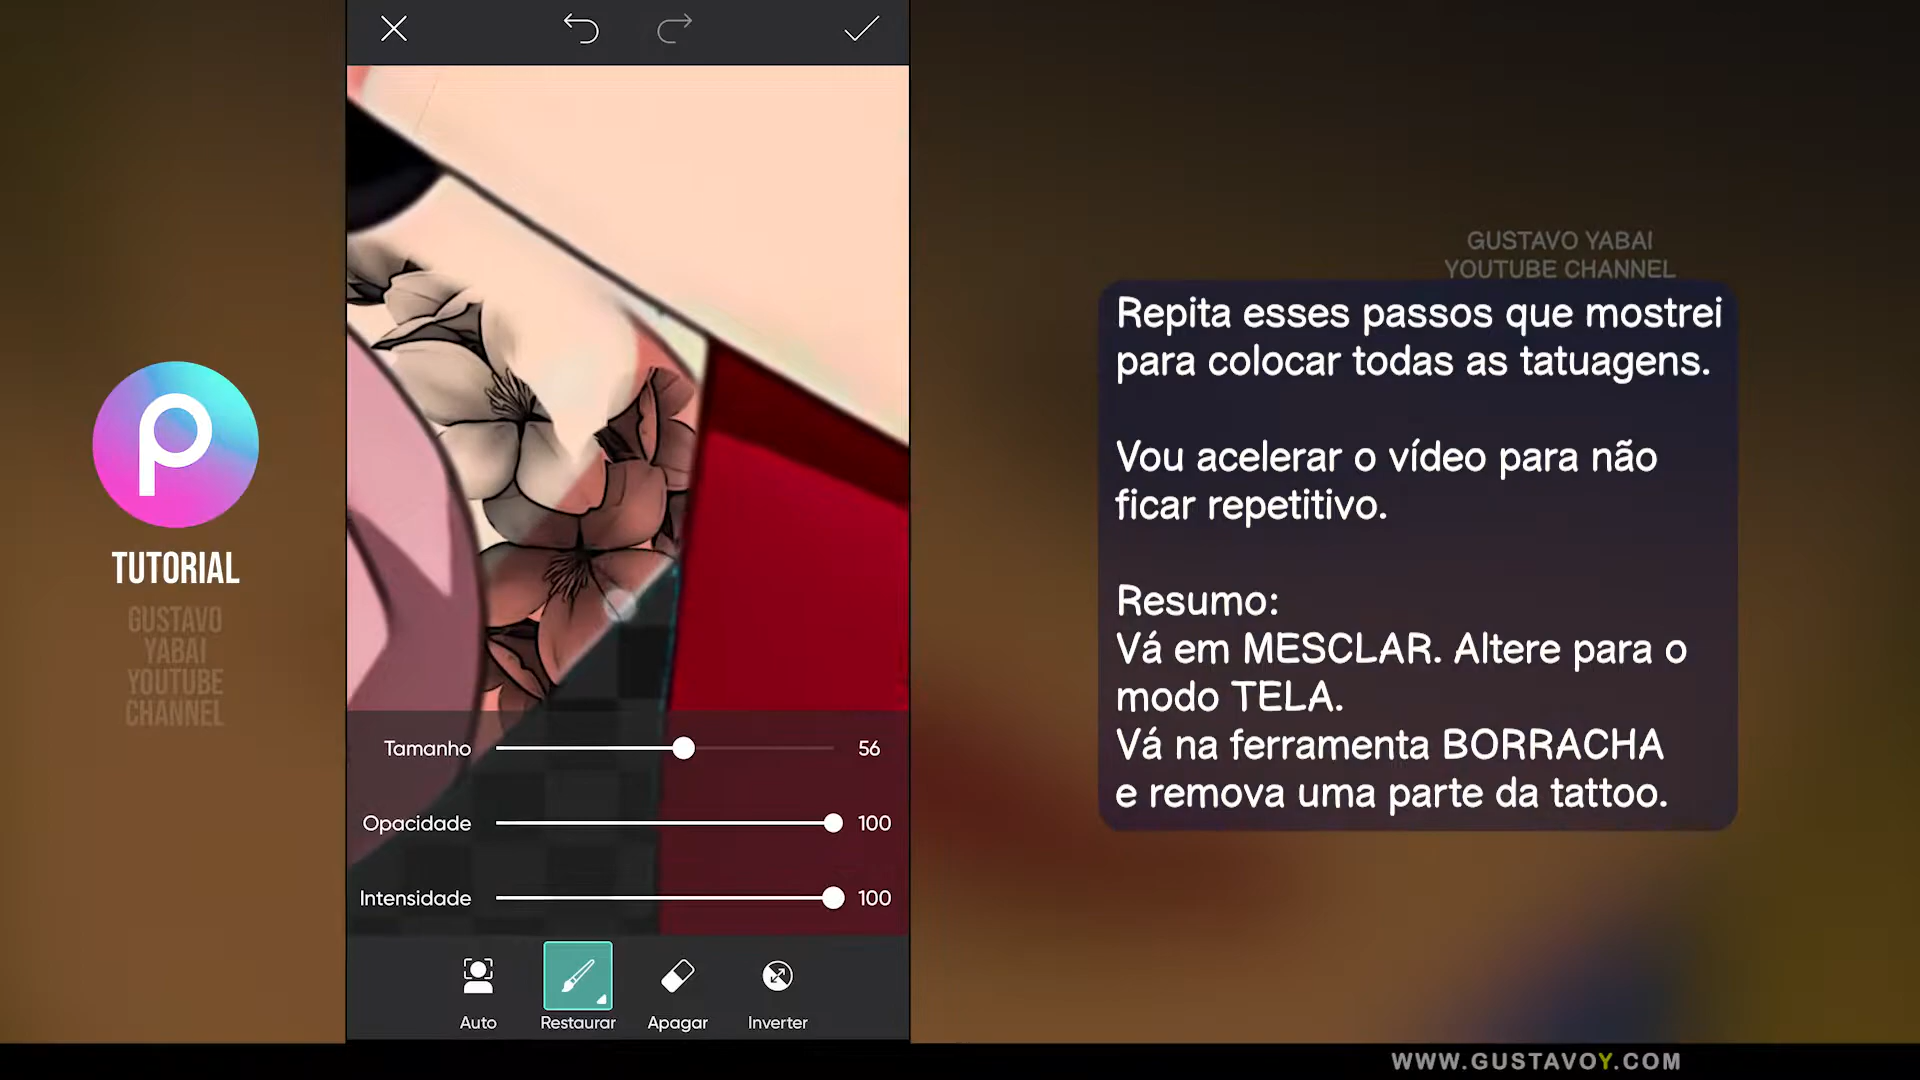 TUTORIAL
GUSTAVO
YABAI
YOUTUBE
CHANNEL
Tamanho 56
Opacidade 100
Intensidade 100
Auto Restaurar Apagar Inverter
GUSTAVO YABAI
YOUTUBE CHANNEL
Repita esses passos que mostrei
para colocar todas as tatuagens.
Vou acelerar o vídeo para não
ficar repetitivo.
Resumo:
Vá em MESCLAR. Altere para o
modo TELA.
Vá na ferramenta BORRACHA
e remova uma parte da tattoo.
WWW.GUSTAVOY.COM